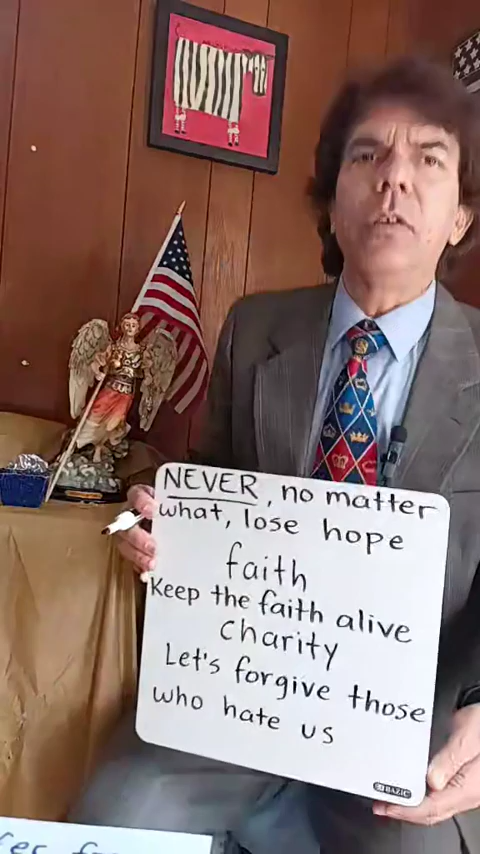 NEVER, no matter
what, lose hope
faith
Keep the faith alive
charity
Let's forgive those
who hate us
BAZIC